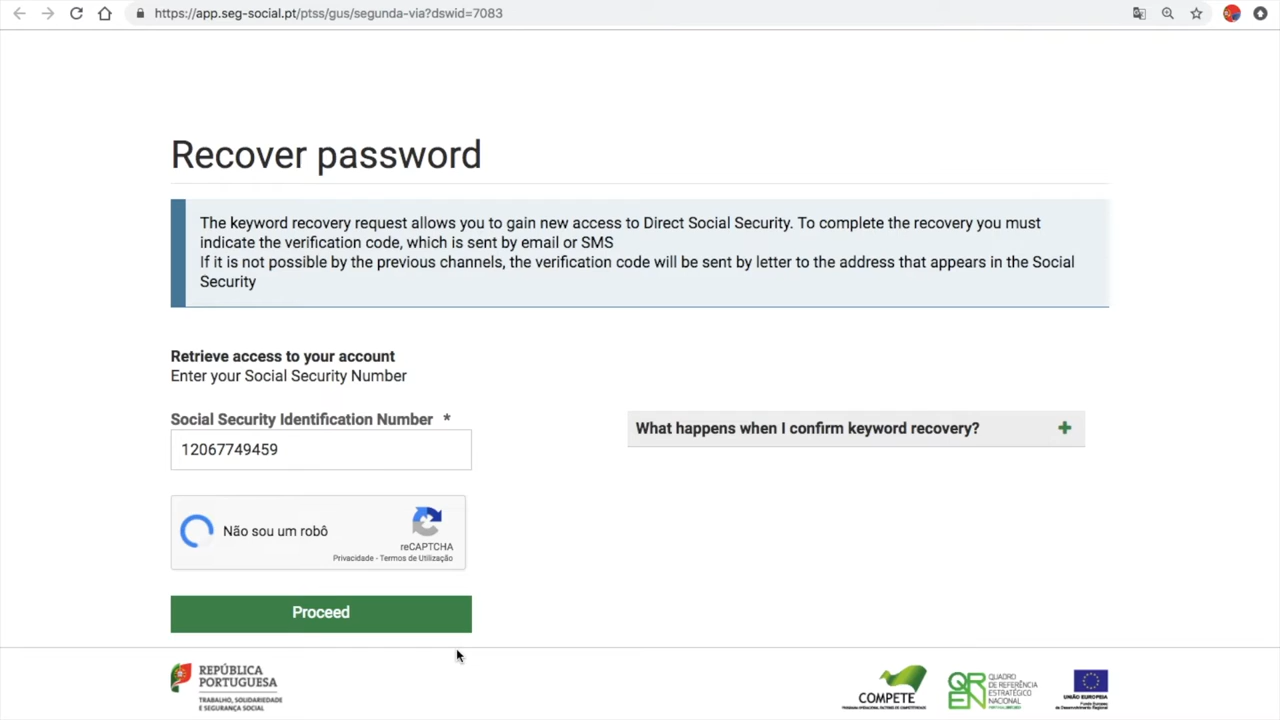 https://app.seg-social.pt/ptss/gus/segunda-via?dswid=7083
Recover password
The keyword recovery request allows you to gain new access to Direct Social Security. To complete the recovery you must
indicate the verification code, which is sent by email or SMS
If it is not possible by the previous channels, the verification code will be sent by letter to the address that appears in the Social
Security
Retrieve access to your account
Enter your Social Security Number
Social Security Identification Number *
12067749459
What happens when I confirm keyword recovery?
Não sou um robô
reCAPTCHA
Privacidade - Termos de Utilização
Proceed
REPÚBLICA
PORTUGUESA
TRABALHO, SOLIDARIEDADE
E SEGURANÇA SOCIAL
COMPETE
QR
EN
QUADRO
DE REFERÊNCIA
ESTRATÉGICO
NACIONAL
UNIÃO EUROPEIA